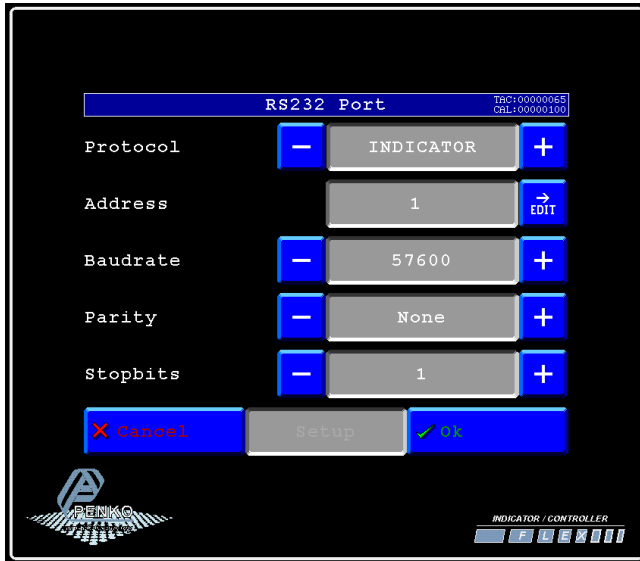 RS232 Port
TAC:00000065
CAL:00000100
Protocol − INDICATOR +
Address 1 → EDIT
Baudrate − 57600 +
Parity − None +
Stopbits − 1 +
Cancel Setup Ok
PENKO
INDICATOR / CONTROLLER
FLEX